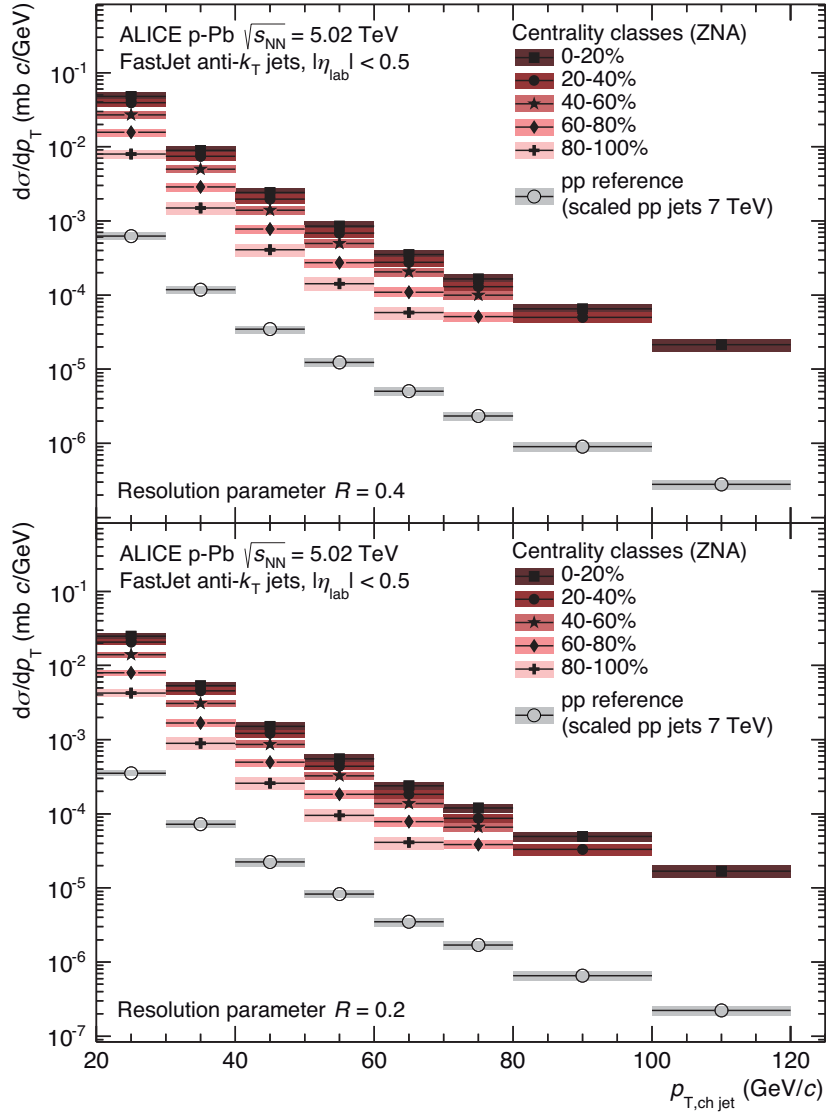 ALICE p-Pb √sNN = 5.02 TeV
FastJet anti-kT jets, |ηlab| < 0.5
Centrality classes (ZNA)
0-20%
20-40%
40-60%
60-80%
80-100%
pp reference
(scaled pp jets 7 TeV)
dσ/dpT (mb c/GeV)
10⁻¹
10⁻²
10⁻³
10⁻⁴
10⁻⁵
10⁻⁶
Resolution parameter R = 0.4
ALICE p-Pb √sNN = 5.02 TeV
FastJet anti-kT jets, |ηlab| < 0.5
Centrality classes (ZNA)
0-20%
20-40%
40-60%
60-80%
80-100%
pp reference
(scaled pp jets 7 TeV)
dσ/dpT (mb c/GeV)
10⁻¹
10⁻²
10⁻³
10⁻⁴
10⁻⁵
10⁻⁶
10⁻⁷
Resolution parameter R = 0.2
20 40 60 80 100 120
pT,ch jet (GeV/c)